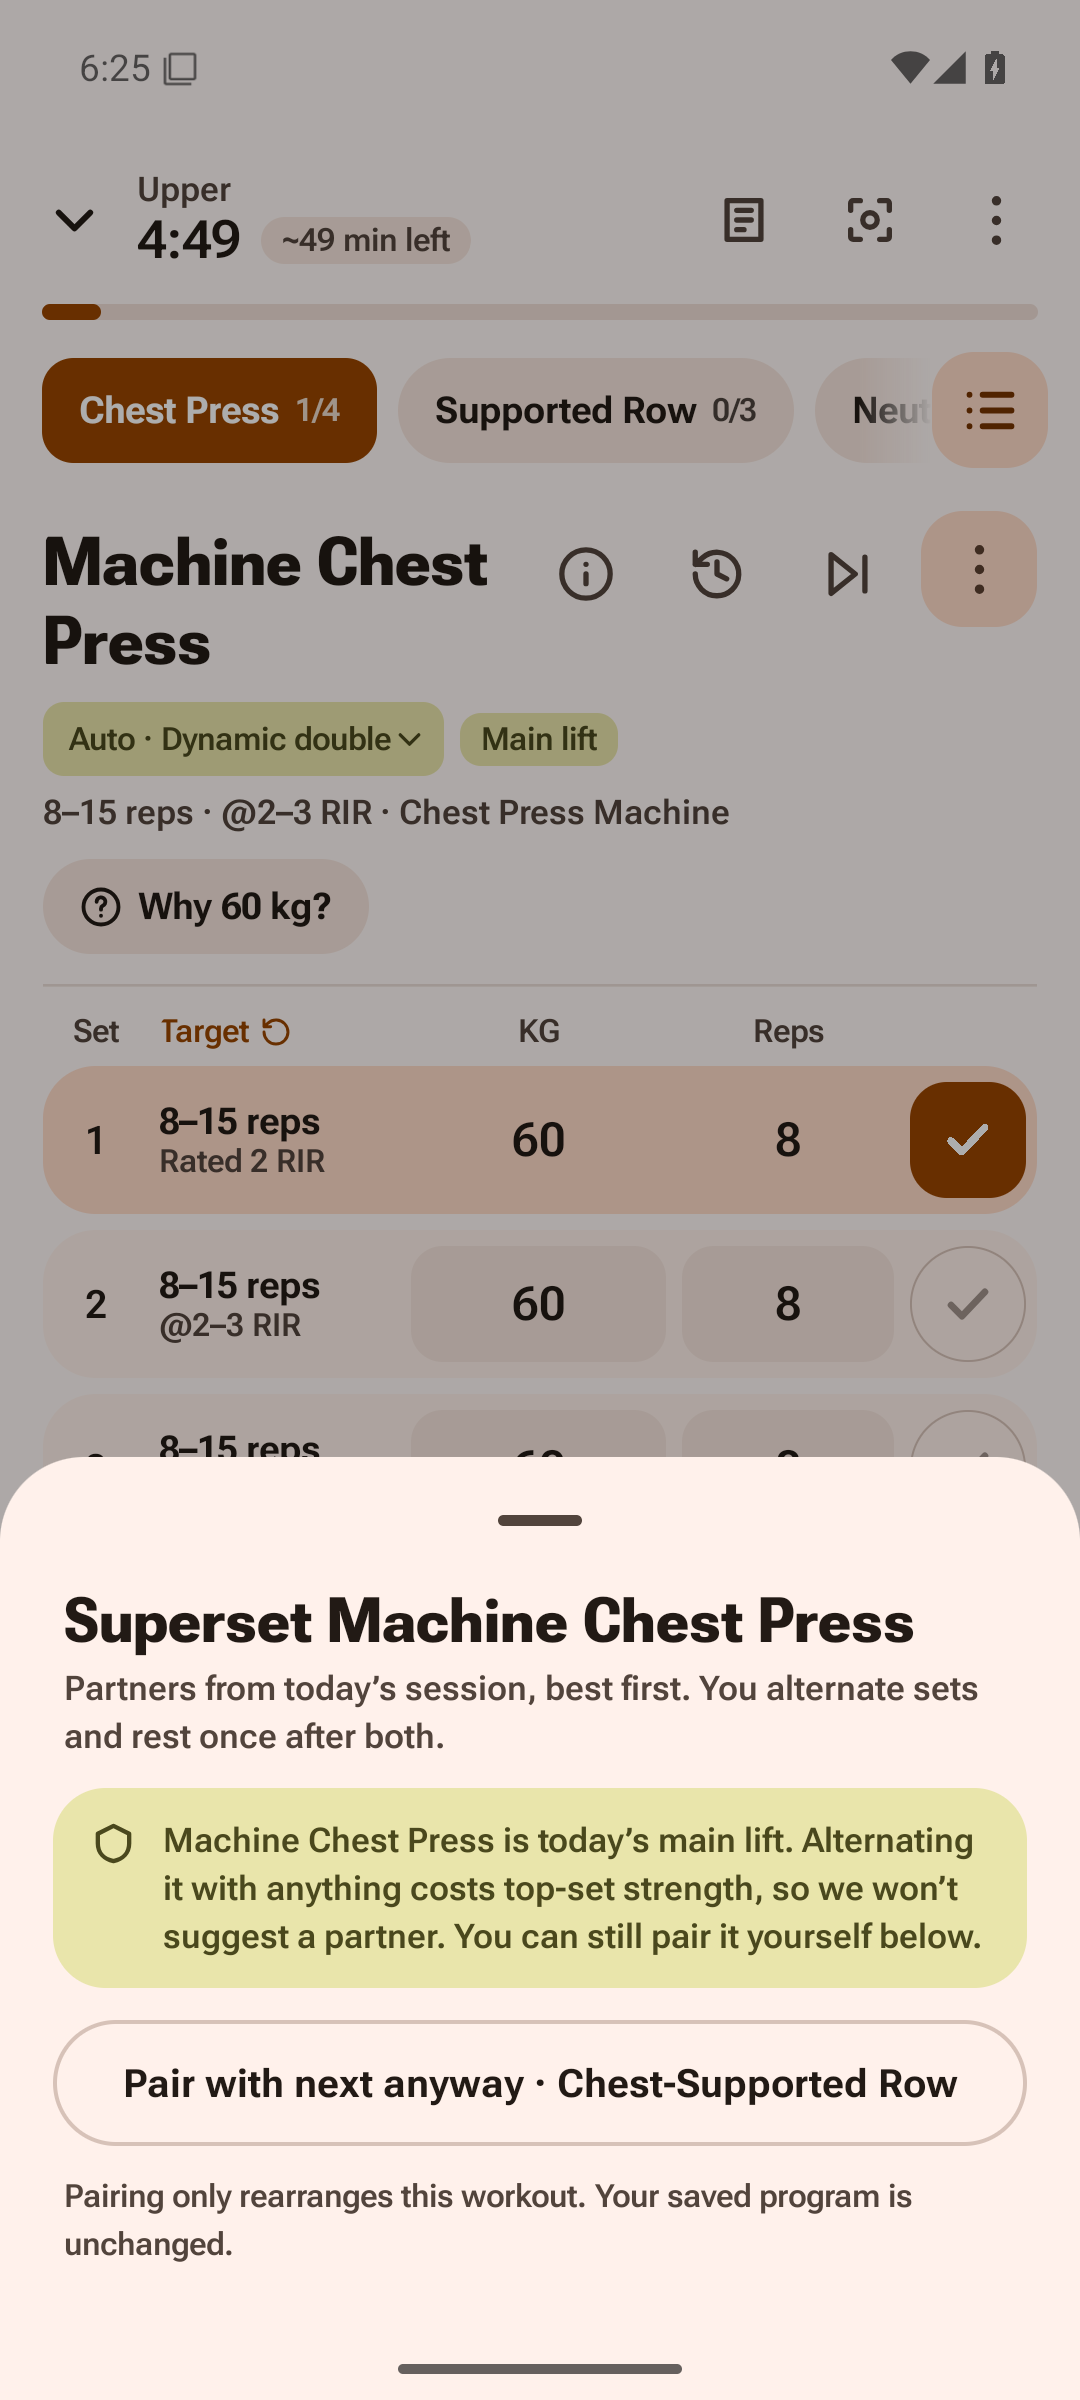 6:25
Upper
4:49 ~49 min left
Chest Press 1/4
Supported Row 0/3
Neut
Machine Chest
Press
Auto · Dynamic double
Main lift
8–15 reps · @2–3 RIR · Chest Press Machine
Why 60 kg?
Set Target KG Reps
1 8–15 reps 60 8
Rated 2 RIR
2 8–15 reps 60 8
@2–3 RIR
8–15 reps
Superset Machine Chest Press
Partners from today’s session, best first. You alternate sets
and rest once after both.
Machine Chest Press is today’s main lift. Alternating
it with anything costs top-set strength, so we won’t
suggest a partner. You can still pair it yourself below.
Pair with next anyway · Chest-Supported Row
Pairing only rearranges this workout. Your saved program is
unchanged.